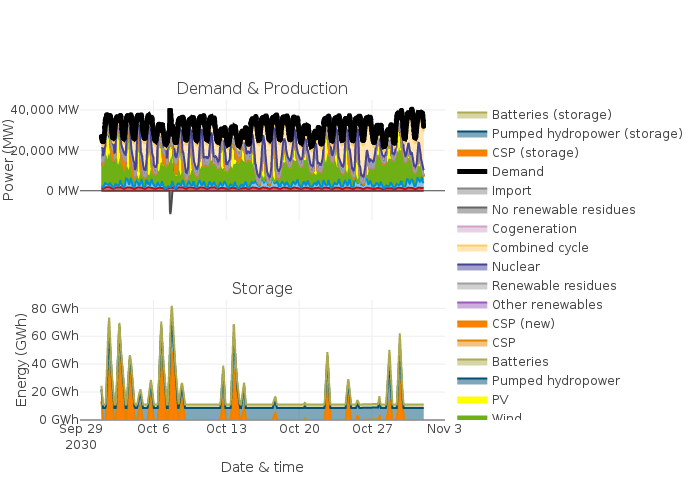 Demand & Production
40,000 MW
20,000 MW
0 MW
Power (MW)
Storage
80 GWh
60 GWh
40 GWh
20 GWh
0 GWh
Energy (GWh)
Sep 29
2030
Oct 6
Oct 13
Oct 20
Oct 27
Nov 3
Date & time
Batteries (storage)
Pumped hydropower (storage)
CSP (storage)
Demand
Import
No renewable residues
Cogeneration
Combined cycle
Nuclear
Renewable residues
Other renewables
CSP (new)
CSP
Batteries
Pumped hydropower
PV
Wind